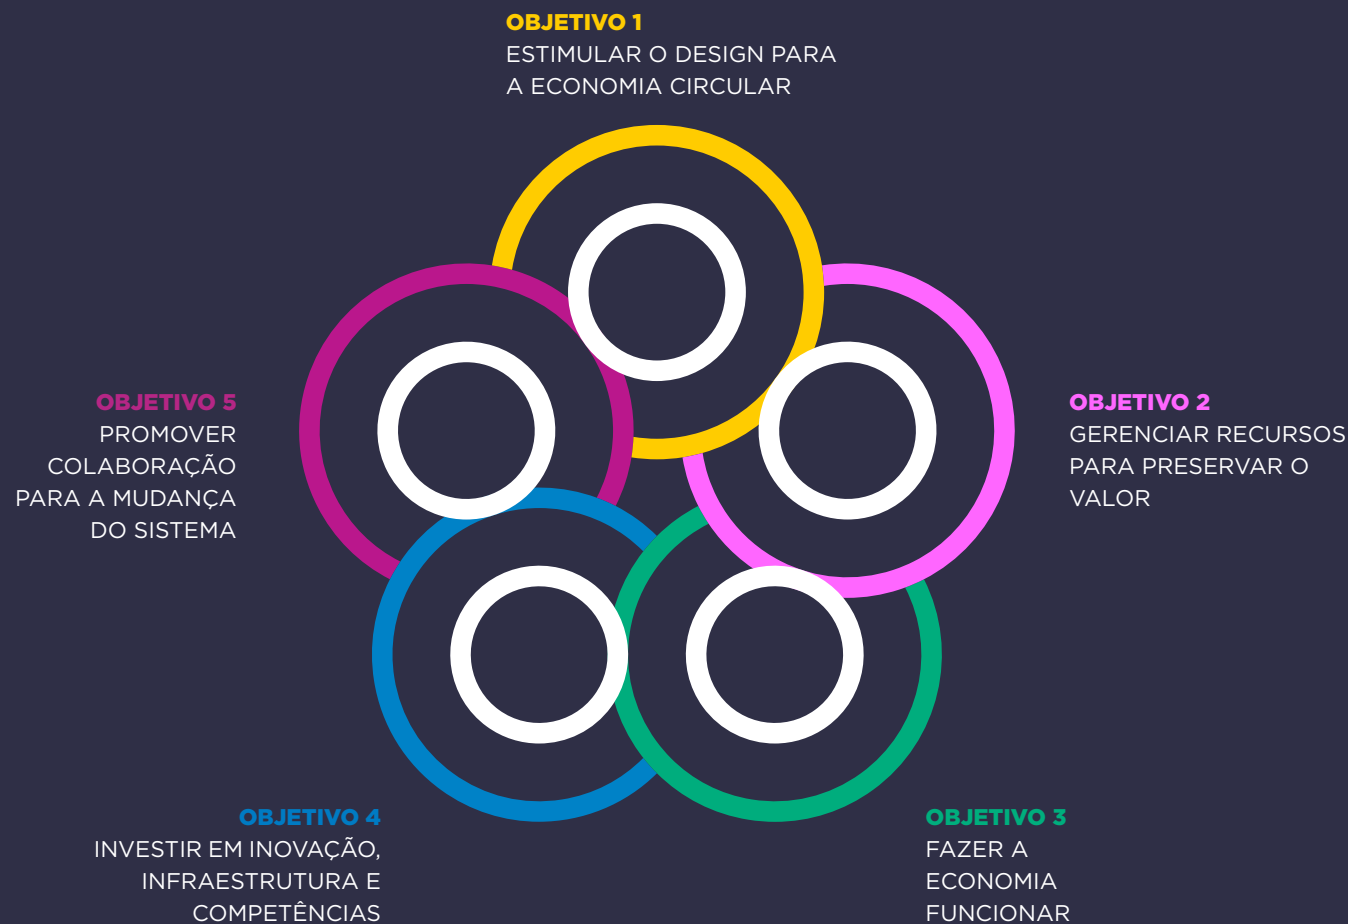 OBJETIVO 1
ESTIMULAR O DESIGN PARA
A ECONOMIA CIRCULAR
OBJETIVO 2
GERENCIAR RECURSOS
PARA PRESERVAR O
VALOR
OBJETIVO 3
FAZER A
ECONOMIA
FUNCIONAR
OBJETIVO 4
INVESTIR EM INOVAÇÃO,
INFRAESTRUTURA E
COMPETÊNCIAS
OBJETIVO 5
PROMOVER
COLABORAÇÃO
PARA A MUDANÇA
DO SISTEMA